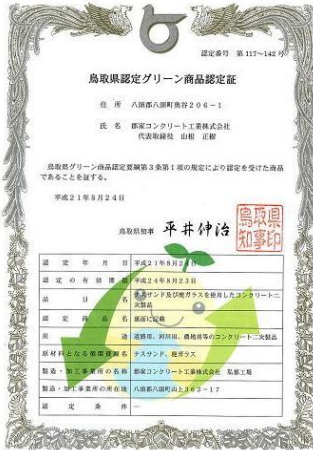 認定番号 第117~142号
鳥取県認定グリーン商品認定証
住所 八頭郡八頭町奥谷206-1
氏名 郡家コンクリート工業株式会社
代表取締役 山根 正樹
鳥取県グリーン商品認定要綱第3条第1項の規定により認定を受けた商品
であることを証する。
平成21年8月24日
鳥取県知事 平井伸治
鳥取県知事印
認定年月日 平成21年8月24日
認定の有効期間 平成24年8月23日
品目名 ナスサンド及び廃ガラスを使用したコンクリート二
次製品
認定商品名 裏面に記載
用途 道路用、河川用、農地用等のコンクリート二次製品
原材料となる循環資源名 ナスサンド、廃ガラス
製造・加工事業所の名称 郡家コンクリート工業株式会社 私都工場
製造・加工事業所の所在地 八頭郡八頭町山上362-17
認定条件 ―